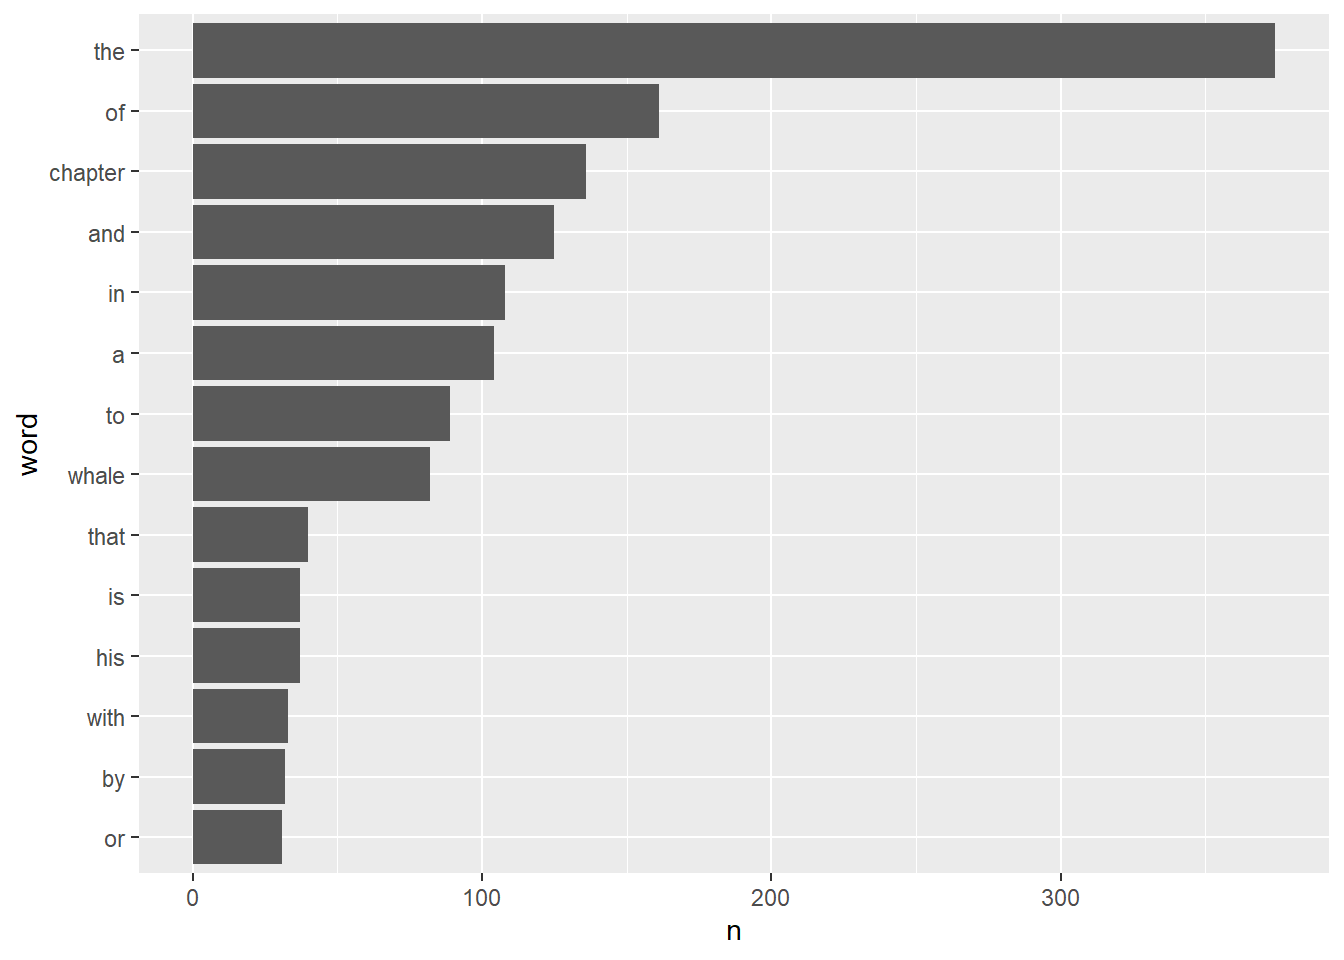 the
of
chapter
and
in
a
to
whale
that
is
his
with
by
or
word
0 100 200 300
n